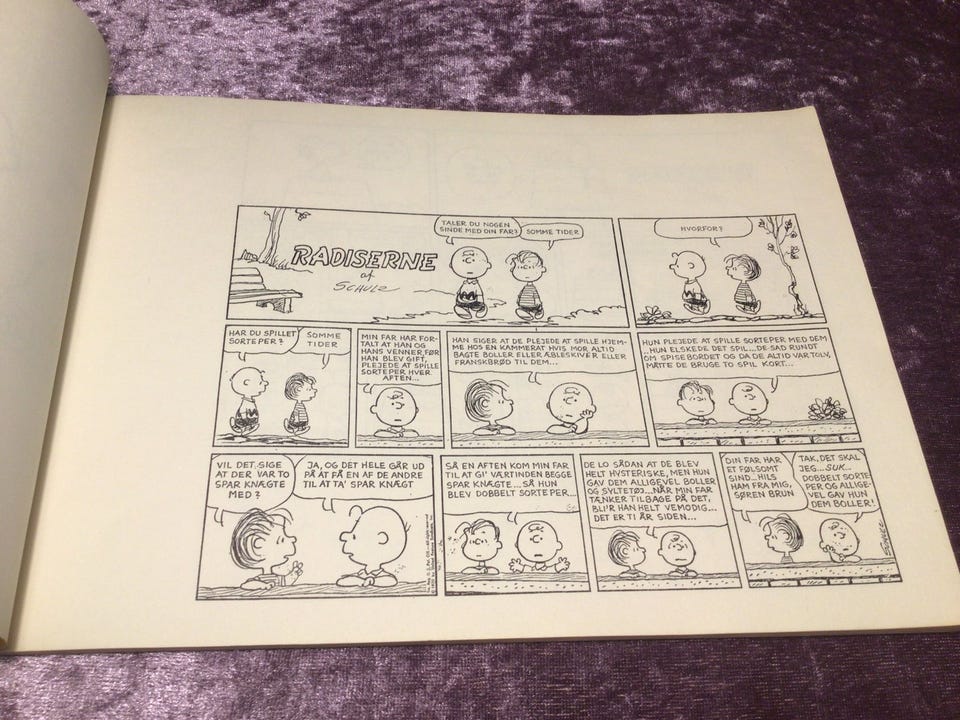 TALER DU NOGEN
SINDE MED DIN FAR?
SOMME TIDER
RADISERNE
af
SCHULZ
HVORFOR?
HAR DU SPILLET
SORTEPER?
SOMME
TIDER
MIN FAR HAR FOR-
TALT AT HAN OG
HANS VENNER, FØR
HAN BLEV GIFT,
PLEJEDE AT SPILLE
SORTEPER HVER
AFTEN...
HAN SIGER AT DE PLEJEDE AT SPILLE HJEM-
ME HOS EN KAMMERAT HVIS MOR ALTID
BAGTE BOLLER ELLER ÆBLESKIVER ELLER
FRANSKBRØD TIL DEM...
HUN PLEJEDE AT SPILLE SORTEPER MED DEM
..HUN ELSKEDE DET SPIL...DE SAD RUNDT
OM SPISEBORDET OG DA DE ALTID VAR TOLV,
MÅTTE DE BRUGE TO SPIL KORT...
VIL DET SIGE
AT DER VAR TO
SPAR KNÆGTE
MED?
JA, OG DET HELE GÅR UD
PÅ AT FÅ EN AF DE ANDRE
TIL AT TA' SPAR KNÆGT
SÅ EN AFTEN KOM MIN FAR
TIL AT GI' VÆRTINDEN BEGGE
SPAR KNÆGTE... SÅ HUN
BLEV DOBBELT SORTEPER...
DE LO SÅDAN AT DE BLEV
HELT HYSTERISKE, MEN HUN
GAV DEM ALLIGEVEL BOLLER
OG SYLTETØJ...NÅR MIN FAR
TÆNKER TILBAGE PÅ DET,
BLI'R HAN HELT VEMODIG...
DET ER TI ÅR SIDEN...
DIN FAR HAR
ET FØLSOMT
SIND...HILS
HAM FRA MIG,
SØREN BRUN
TAK, DET SKAL
JEG...SUK..
DOBBELT SORTE-
PER OG ALLIGE-
VEL GAV HUN
DEM BOLLER!
SCHULZ